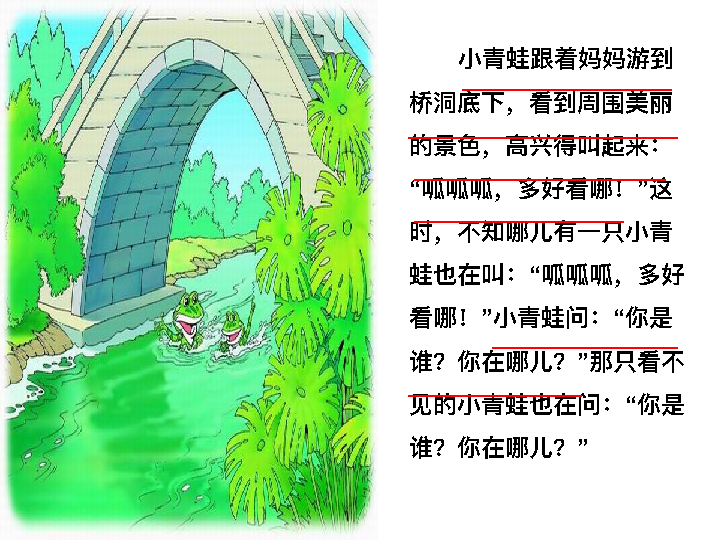 小青蛙跟着妈妈游到
桥洞底下，看到周围美丽
的景色，高兴得叫起来：
“呱呱呱，多好看哪！”这
时，不知哪儿有一只小青
蛙也在叫：“呱呱呱，多好
看哪！”小青蛙问：“你是
谁？你在哪儿？”那只看不
见的小青蛙也在问：“你是
谁？你在哪儿？”